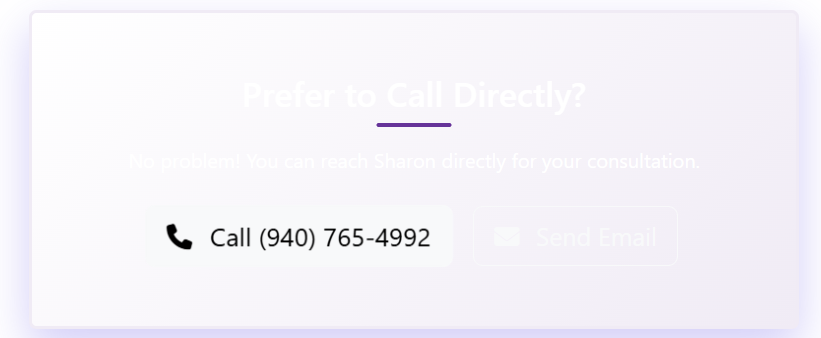 Prefer to Call Directly?
No problem! You can reach Sharon directly for your consultation.
Call (940) 765-4992
Send Email